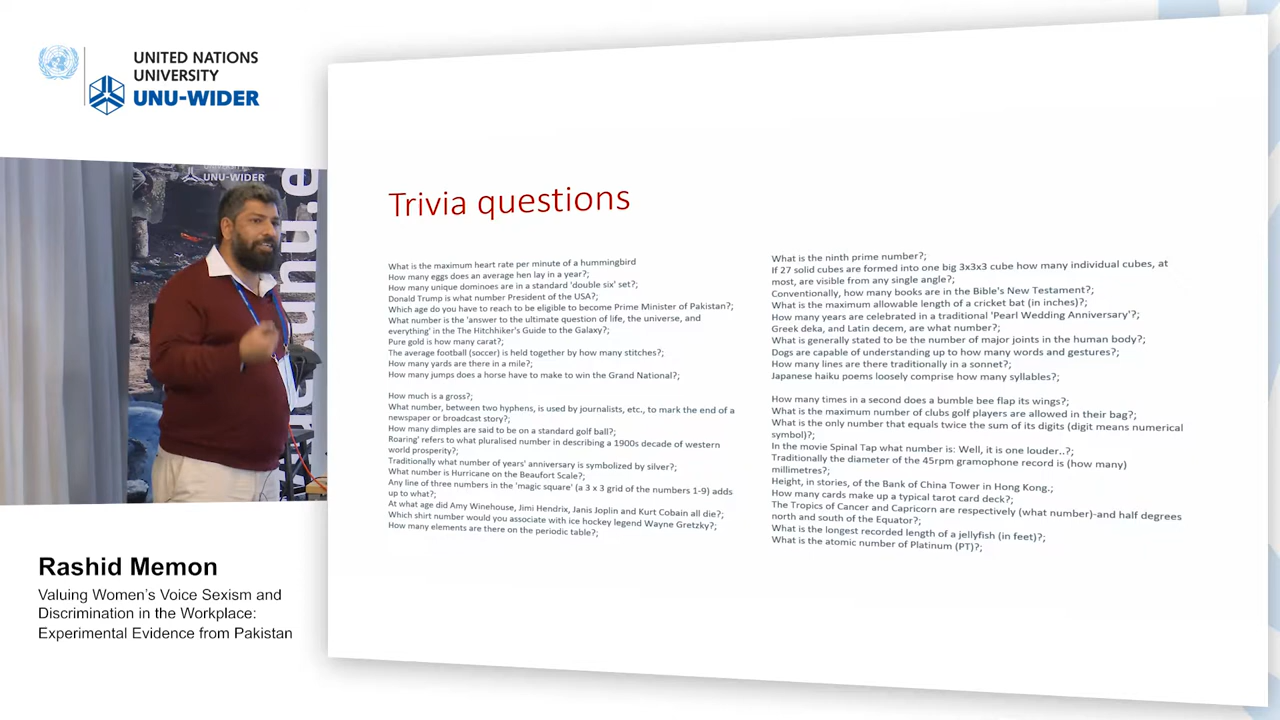 UNITED NATIONS
UNIVERSITY
UNU-WIDER
UNU-WIDER
Trivia questions
What is the maximum heart rate per minute of a hummingbird
How many eggs does an average hen lay in a year?;
How many unique dominoes are in a standard 'double six' set?;
Donald Trump is what number President of the USA?;
Which age do you have to reach to be eligible to become Prime Minister of Pakistan?;
What number is the 'answer to the ultimate question of life, the universe, and
everything' in the The Hitchhiker's Guide to the Galaxy?;
Pure gold is how many carat?;
The average football (soccer) is held together by how many stitches?;
How many yards are there in a mile?;
How many jumps does a horse have to make to win the Grand National?;
How much is a gross?;
What number, between two hyphens, is used by journalists, etc., to mark the end of a
newspaper or broadcast story?;
How many dimples are said to be on a standard golf ball?;
Roaring' refers to what pluralised number in describing a 1900s decade of western
world prosperity?;
Traditionally what number of years' anniversary is symbolized by silver?;
What number is Hurricane on the Beaufort Scale?;
Any line of three numbers in the 'magic square' (a 3 x 3 grid of the numbers 1-9) adds
up to what?;
At what age did Amy Winehouse, Jimi Hendrix, Janis Joplin and Kurt Cobain all die?;
Which shirt number would you associate with ice hockey legend Wayne Gretzky?;
How many elements are there on the periodic table?;
What is the ninth prime number?;
If 27 solid cubes are formed into one big 3x3x3 cube how many individual cubes, at
most, are visible from any single angle?;
Conventionally, how many books are in the Bible's New Testament?;
What is the maximum allowable length of a cricket bat (in inches)?;
How many years are celebrated in a traditional 'Pearl Wedding Anniversary'?;
Greek deka, and Latin decem, are what number?;
What is generally stated to be the number of major joints in the human body?;
Dogs are capable of understanding up to how many words and gestures?;
How many lines are there traditionally in a sonnet?;
Japanese haiku poems loosely comprise how many syllables?;
How many times in a second does a bumble bee flap its wings?;
What is the maximum number of clubs golf players are allowed in their bag?;
What is the only number that equals twice the sum of its digits (digit means numerical
symbol)?;
In the movie Spinal Tap what number is: Well, it is one louder..?;
Traditionally the diameter of the 45rpm gramophone record is (how many)
millimetres?;
Height, in stories, of the Bank of China Tower in Hong Kong.;
How many cards make up a typical tarot card deck?;
The Tropics of Cancer and Capricorn are respectively (what number)-and half degrees
north and south of the Equator?;
What is the longest recorded length of a jellyfish (in feet)?;
What is the atomic number of Platinum (PT)?;
Rashid Memon
Valuing Women's Voice Sexism and
Discrimination in the Workplace:
Experimental Evidence from Pakistan